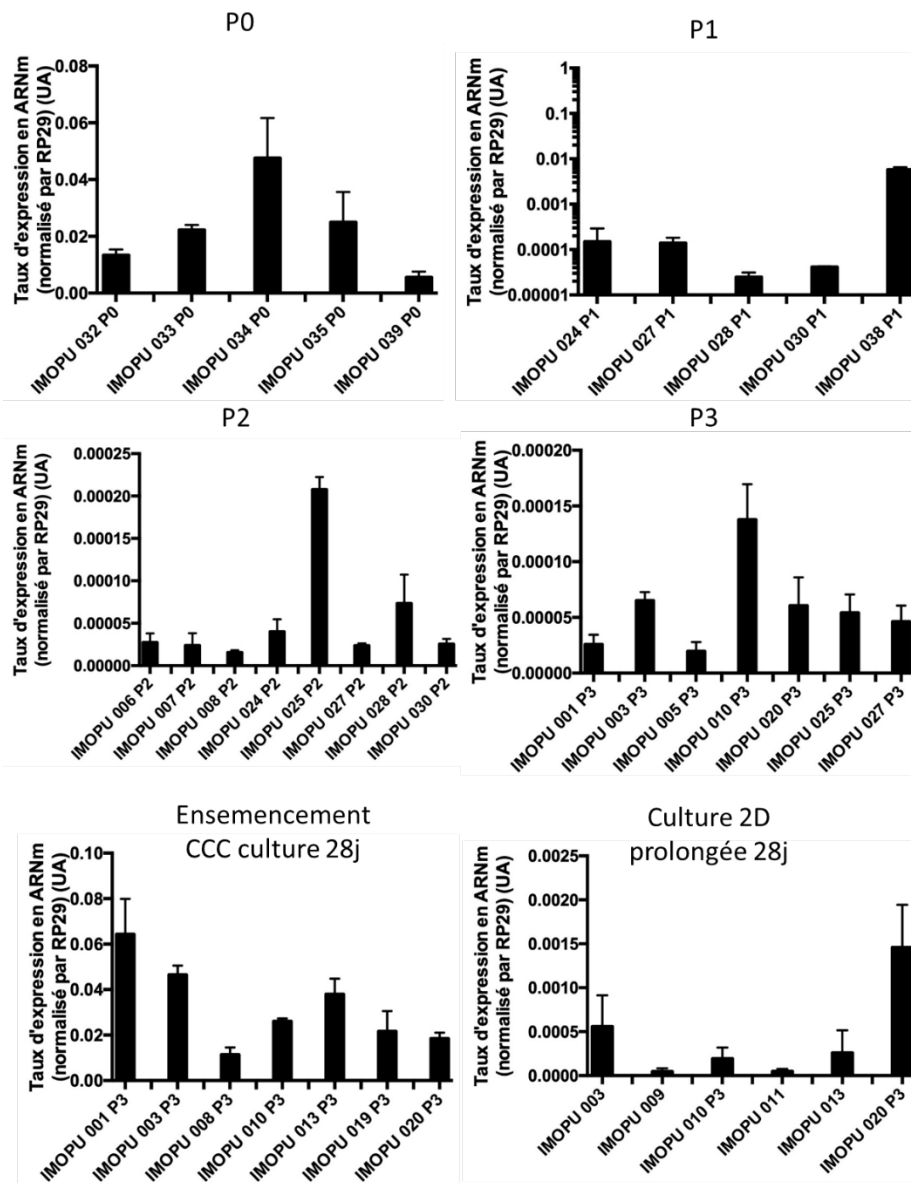 P0
Taux d'expression en ARNm
(normalisé par RP29) (UA)
0.08
0.06
0.04
0.02
0.00
IMOPU 032 P0
IMOPU 033 P0
IMOPU 034 P0
IMOPU 035 P0
IMOPU 039 P0
P1
Taux d'expression en ARNm
(normalisé par RP29) (UA)
1
0.1
0.01
0.001
0.0001
0.00001
IMOPU 024 P1
IMOPU 027 P1
IMOPU 028 P1
IMOPU 030 P1
IMOPU 038 P1
P2
Taux d'expression en ARNm
(normalisé par RP29) (UA)
0.00025
0.00020
0.00015
0.00010
0.00005
0.00000
IMOPU 006 P2
IMOPU 007 P2
IMOPU 008 P2
IMOPU 024 P2
IMOPU 025 P2
IMOPU 027 P2
IMOPU 028 P2
IMOPU 030 P2
P3
Taux d'expression en ARNm
(normalisé par RP29) (UA)
0.00020
0.00015
0.00010
0.00005
0.00000
IMOPU 001 P3
IMOPU 003 P3
IMOPU 005 P3
IMOPU 010 P3
IMOPU 020 P3
IMOPU 025 P3
IMOPU 027 P3
Ensemencement
CCC culture 28j
Taux d'expression en ARNm
(normalisé par RP29) (UA)
0.10
0.08
0.06
0.04
0.02
0.00
IMOPU 001 P3
IMOPU 003 P3
IMOPU 008 P3
IMOPU 010 P3
IMOPU 013 P3
IMOPU 019 P3
IMOPU 020 P3
Culture 2D
prolongée 28j
Taux d'expression en ARNm
(normalisé par RP29) (UA)
0.0025
0.0020
0.0015
0.0010
0.0005
0.0000
IMOPU 003
IMOPU 009
IMOPU 010 P3
IMOPU 011
IMOPU 013
IMOPU 020 P3